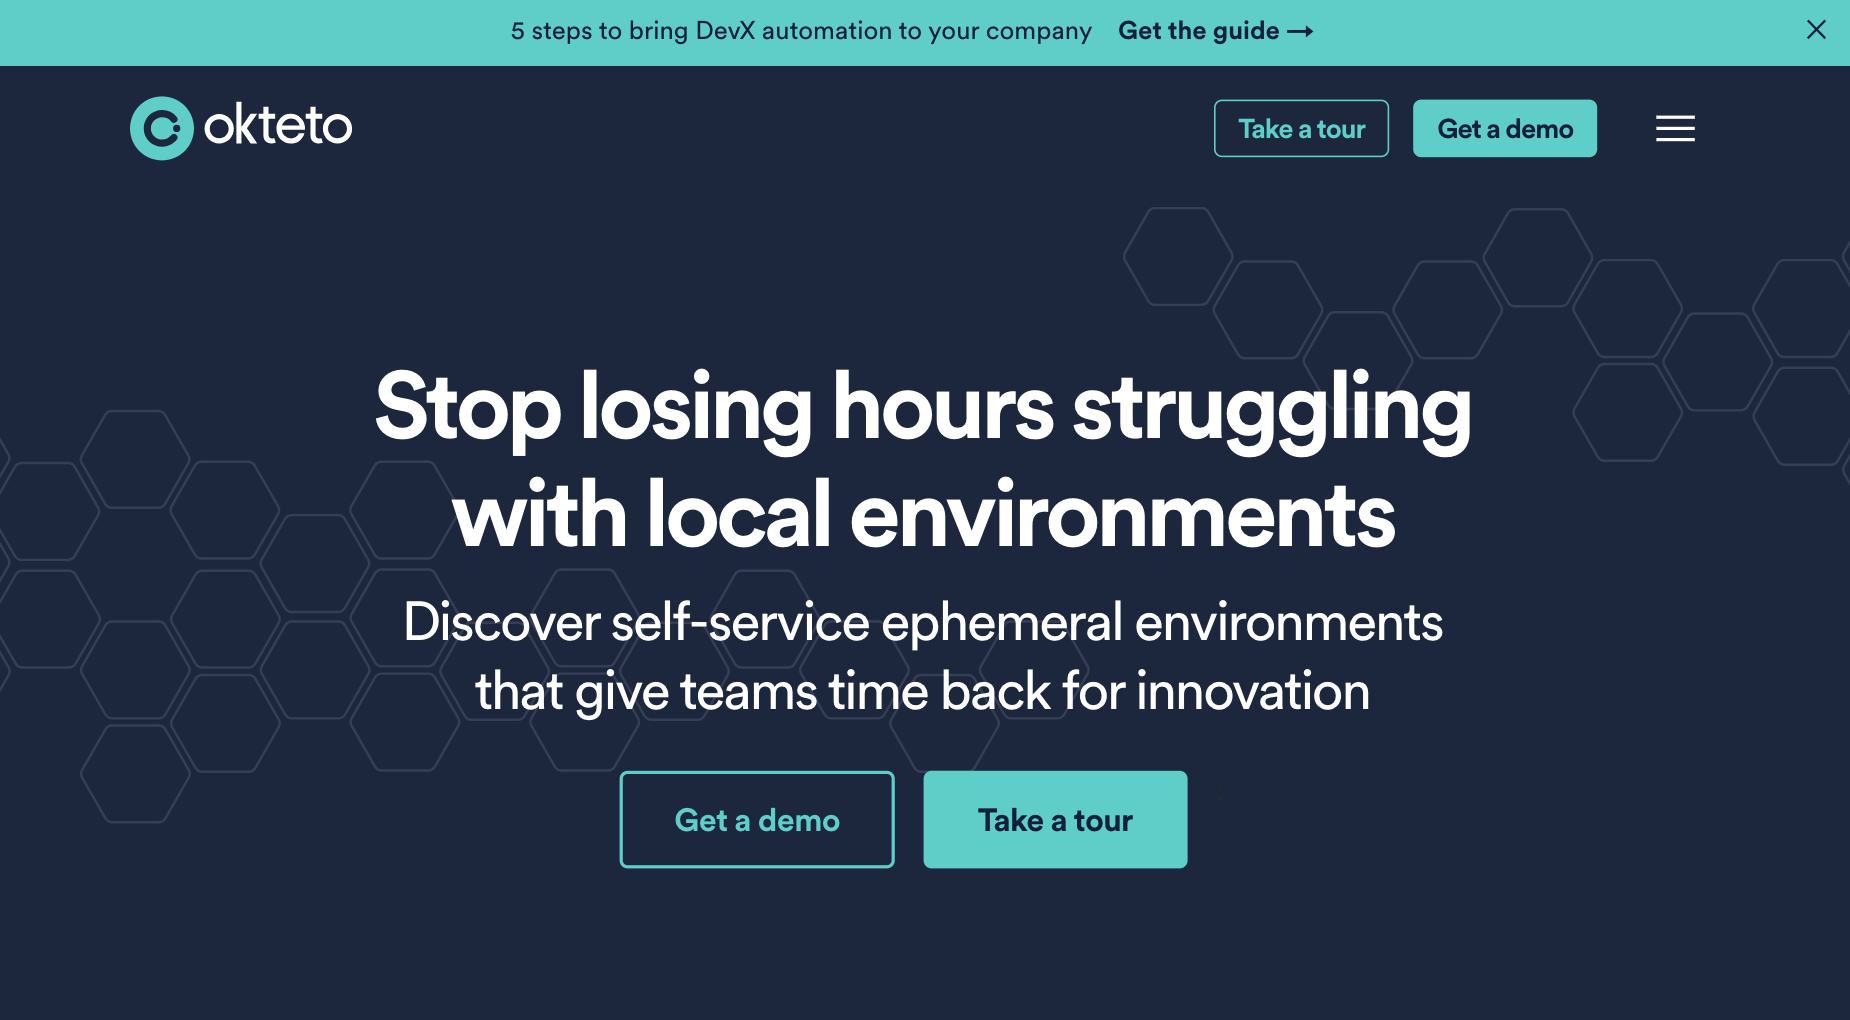 5 steps to bring DevX automation to your company Get the guide →
okteto
Take a tour
Get a demo
Stop losing hours struggling
with local environments
Discover self-service ephemeral environments
that give teams time back for innovation
Get a demo
Take a tour